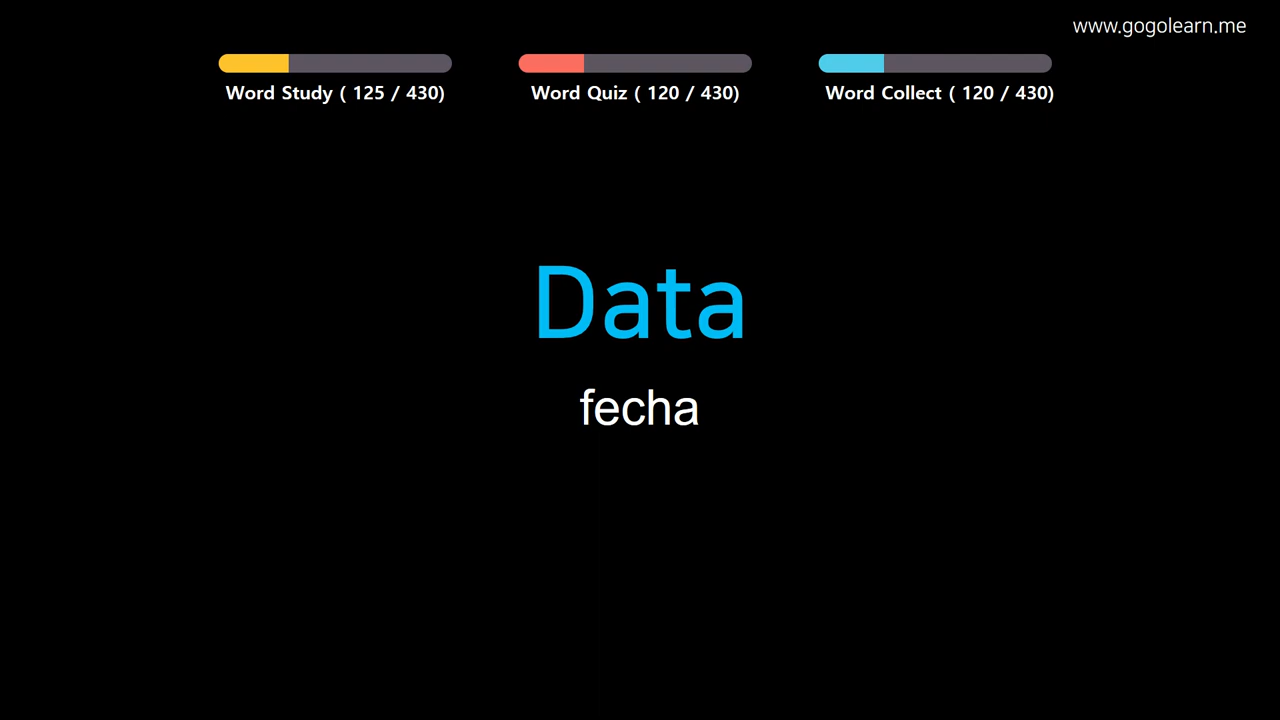 www.gogolearn.me
Word Study ( 125 / 430)
Word Quiz ( 120 / 430)
Word Collect ( 120 / 430)
Data
fecha